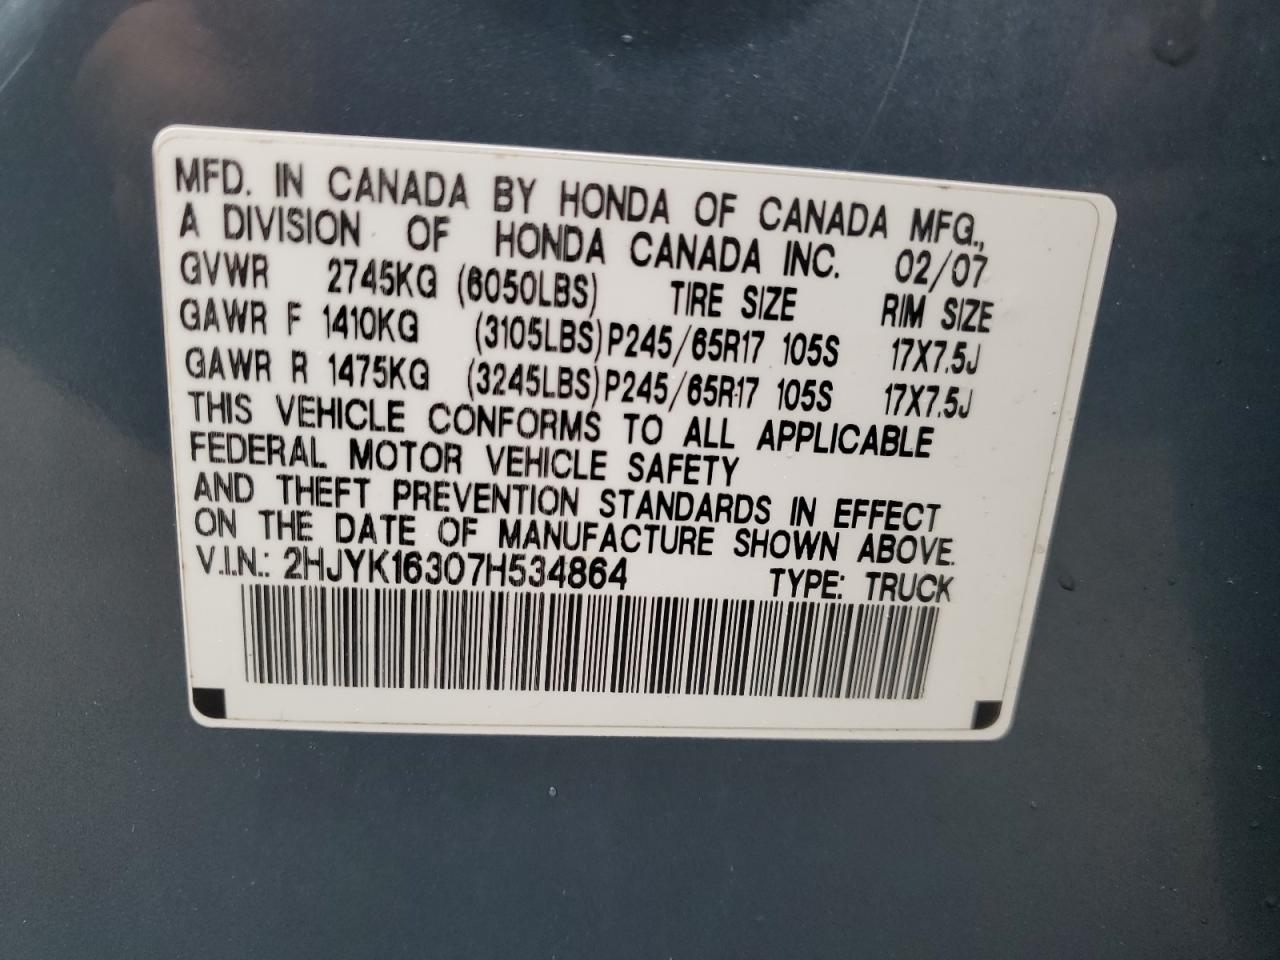 MFD. IN CANADA BY HONDA OF CANADA MFG.,
A DIVISION OF HONDA CANADA INC. 02/07
GVWR 2745KG (6050LBS) TIRE SIZE RIM SIZE
GAWR F 1410KG (3105LBS) P245/65R17 105S 17X7.5J
GAWR R 1475KG (3245LBS) P245/65R17 105S 17X7.5J
THIS VEHICLE CONFORMS TO ALL APPLICABLE
FEDERAL MOTOR VEHICLE SAFETY
AND THEFT PREVENTION STANDARDS IN EFFECT
ON THE DATE OF MANUFACTURE SHOWN ABOVE.
V.I.N.: 2HJYK16307H534864 TYPE: TRUCK